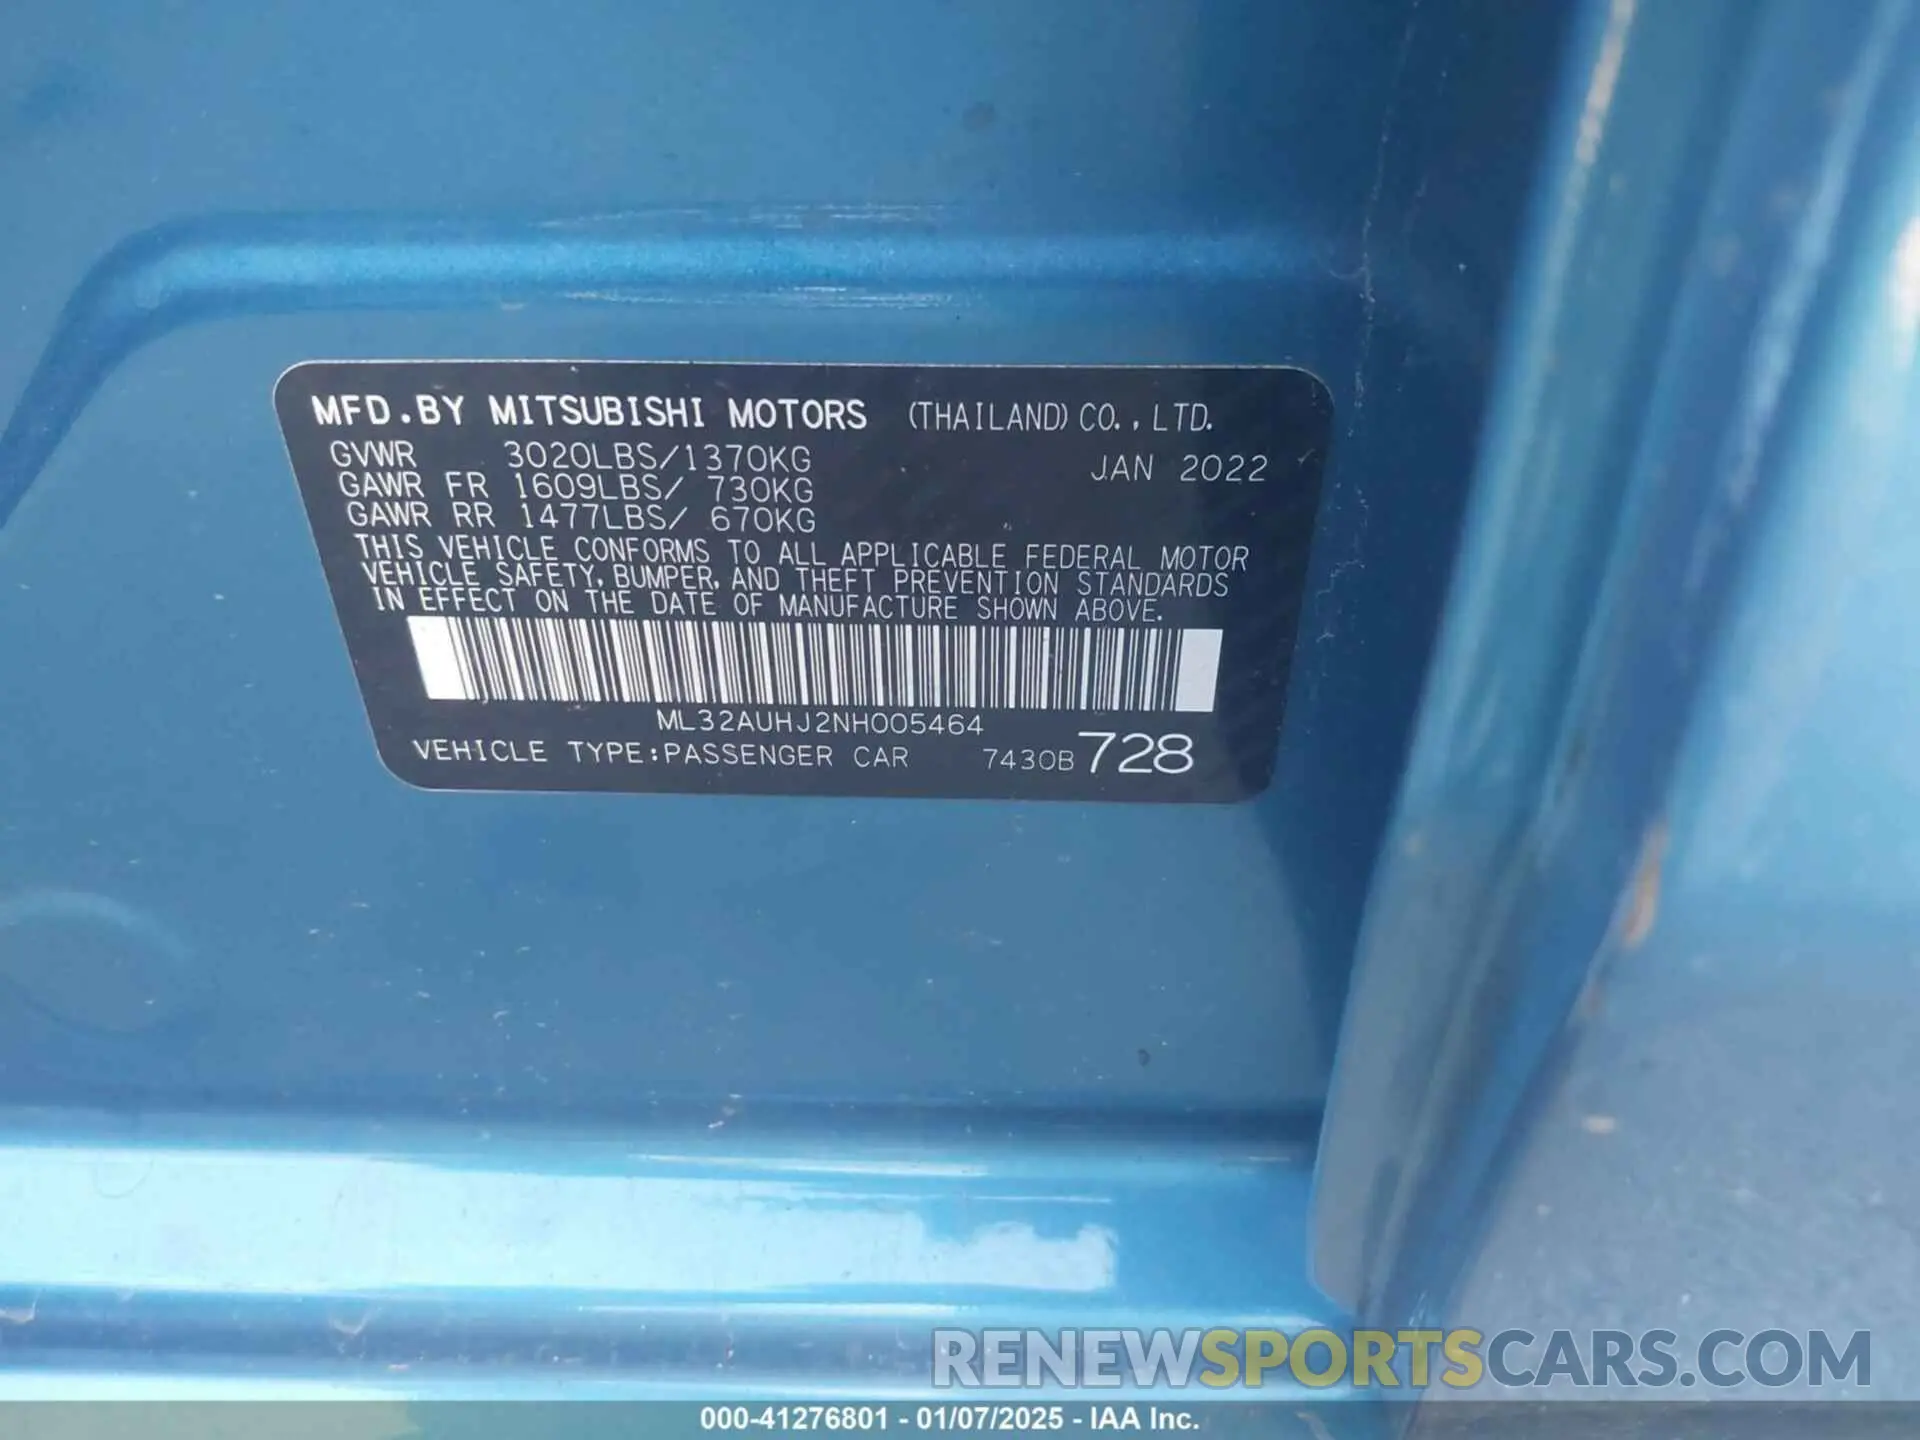 MFD.BY MITSUBISHI MOTORS (THAILAND) CO., LTD.
GVWR 3020LBS/1370KG JAN 2022
GAWR FR 1609LBS/ 730KG
GAWR RR 1477LBS/ 670KG
THIS VEHICLE CONFORMS TO ALL APPLICABLE FEDERAL MOTOR
VEHICLE SAFETY, BUMPER, AND THEFT PREVENTION STANDARDS
IN EFFECT ON THE DATE OF MANUFACTURE SHOWN ABOVE.
ML32AUHJ2NH005464
VEHICLE TYPE:PASSENGER CAR 7430B 728
RENEWSPORTSCARS.COM
000-41276801 - 01/07/2025 - IAA Inc.